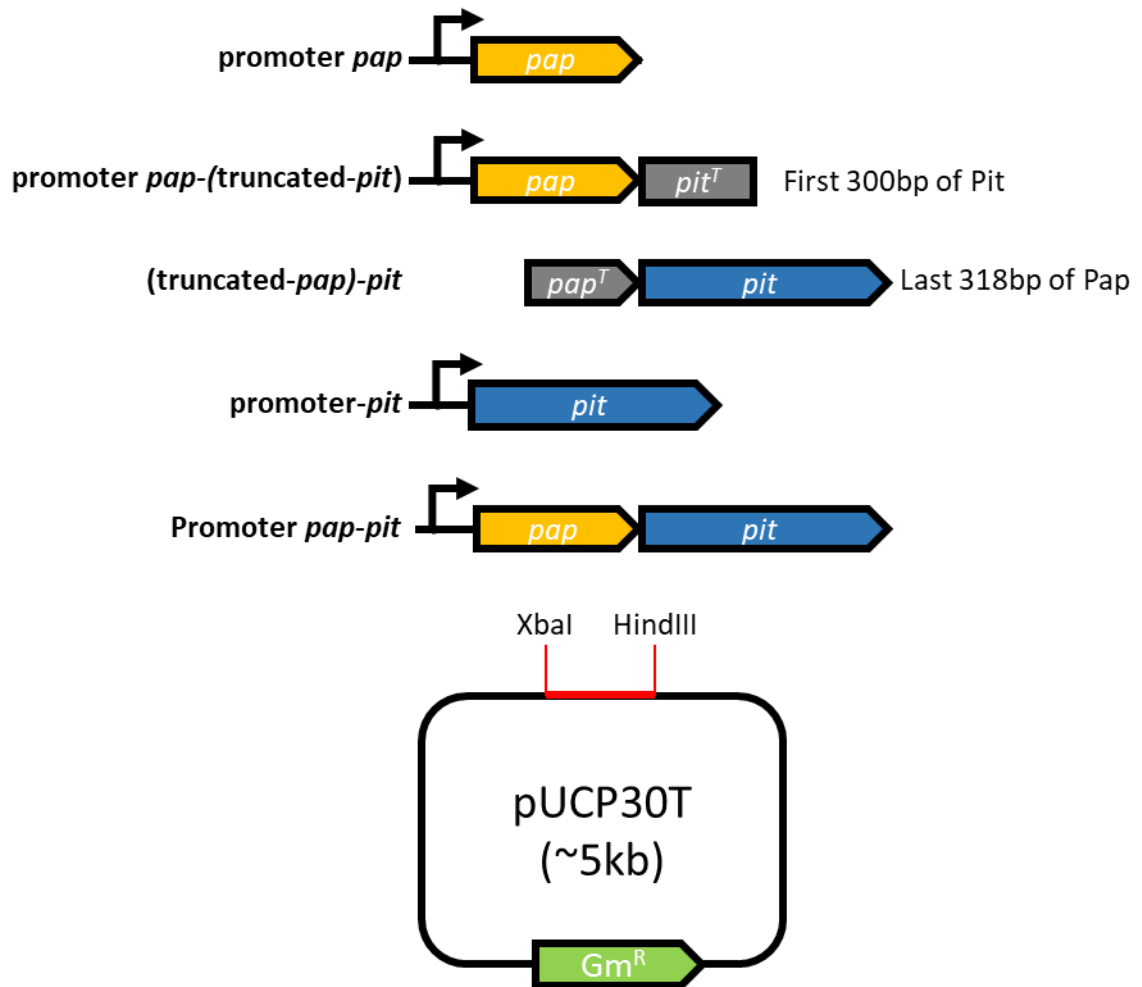 promoter pap
pap
promoter pap-(truncated-pit)
pap
pitT
First 300bp of Pit
(truncated-pap)-pit
papT
pit
Last 318bp of Pap
promoter-pit
pit
Promoter pap-pit
pap
pit
XbaI
HindIII
pUCP30T
(~5kb)
GmR